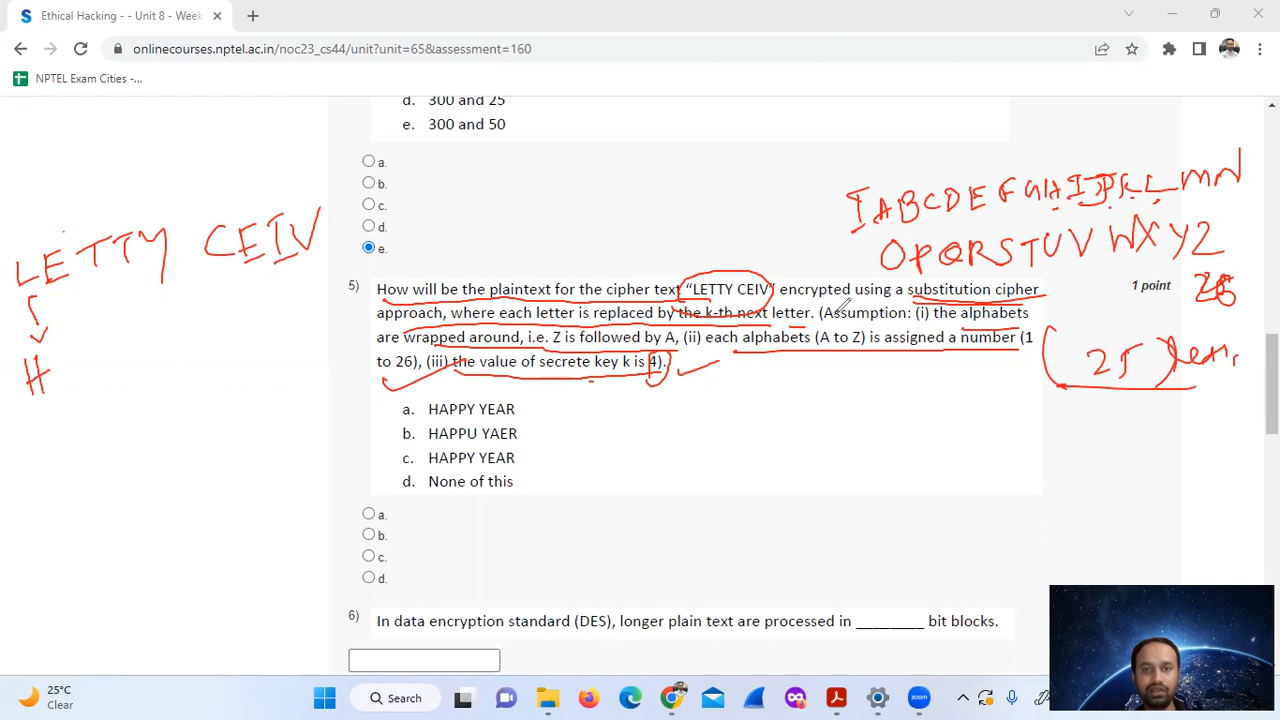 Ethical Hacking - - Unit 8 - Week
onlinecourses.nptel.ac.in/noc23_cs44/unit?unit=65&assessment=160
NPTEL Exam Cities -...
d. 300 and 25
e. 300 and 50
a.
b.
c.
d.
e.
I A B C D E F G H I J K L M N
O P Q R S T U V W X Y Z
26
LETTY CEIV
H
(25)
5) How will be the plaintext for the cipher text “LETTY CEIV” encrypted using a substitution cipher
1 point
approach, where each letter is replaced by the k-th next letter. (Assumption: (i) the alphabets
are wrapped around, i.e. Z is followed by A, (ii) each alphabets (A to Z) is assigned a number (1
to 26), (iii) the value of secrete key k is 4).
a. HAPPY YEAR
b. HAPPU YAER
c. HAPPY YEAR
d. None of this
a.
b.
c.
d.
6) In data encryption standard (DES), longer plain text are processed in ________ bit blocks.
25°C
Clear
Search